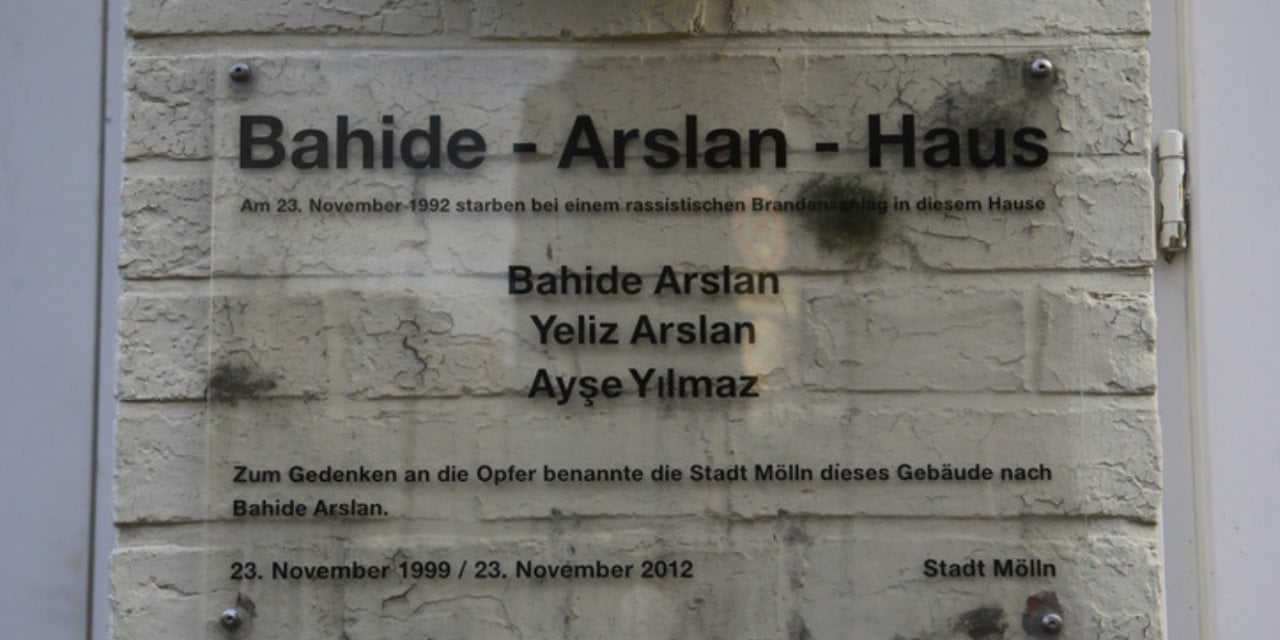 Bahide - Arslan - Haus
Am 23. November 1992 starben bei einem rassistischen Brandanschlag in diesem Hause
Bahide Arslan
Yeliz Arslan
Ayşe Yılmaz
Zum Gedenken an die Opfer benannte die Stadt Mölln dieses Gebäude nach
Bahide Arslan.
23. November 1999 / 23. November 2012 Stadt Mölln